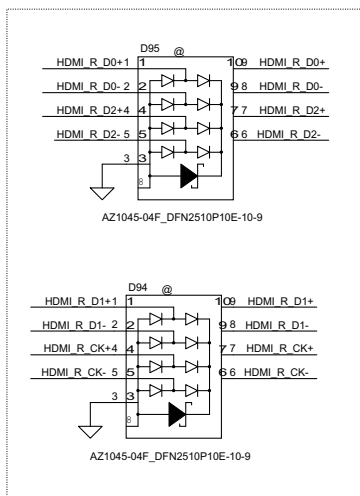 D95 @
HDMI_R_D0+ 1 1 10 9 HDMI_R_D0+
HDMI_R_D0- 2 2 9 8 HDMI_R_D0-
HDMI_R_D2+ 4 4 7 7 HDMI_R_D2+
HDMI_R_D2- 5 5 6 6 HDMI_R_D2-
3 3
8
AZ1045-04F_DFN2510P10E-10-9
D94 @
HDMI_R_D1+ 1 1 10 9 HDMI_R_D1+
HDMI_R_D1- 2 2 9 8 HDMI_R_D1-
HDMI_R_CK+ 4 4 7 7 HDMI_R_CK+
HDMI_R_CK- 5 5 6 6 HDMI_R_CK-
3 3
8
AZ1045-04F_DFN2510P10E-10-9